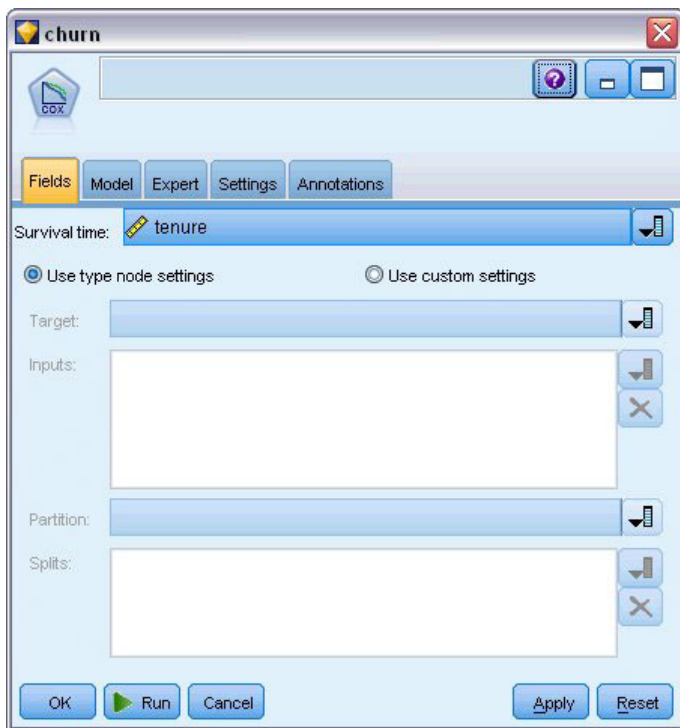 churn
COX
?
Fields Model Expert Settings Annotations
Survival time: tenure
Use type node settings Use custom settings
Target:
Inputs:
Partition:
Splits:
OK Run Cancel Apply Reset